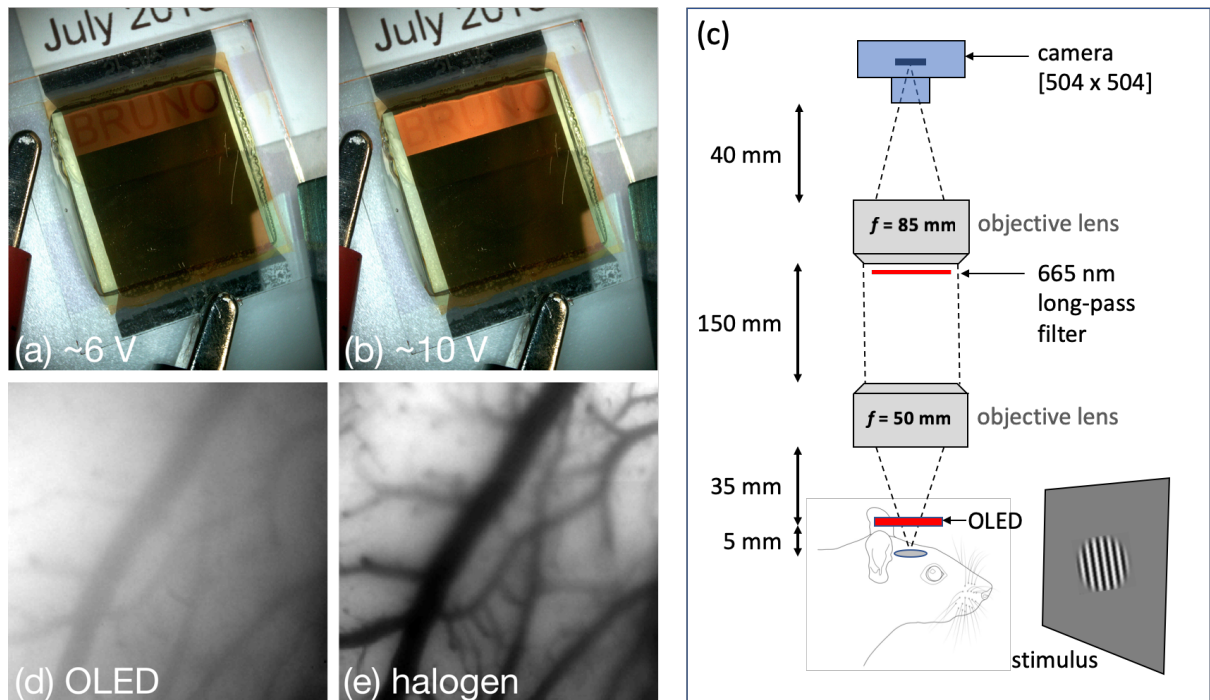 July 201
BRUNO
(a) ~6 V
July 201
BRUNO
(b) ~10 V
(c)
camera
[504 x 504]
40 mm
f = 85 mm
objective lens
665 nm
long-pass
filter
150 mm
f = 50 mm
objective lens
35 mm
OLED
5 mm
stimulus
(d) OLED
(e) halogen